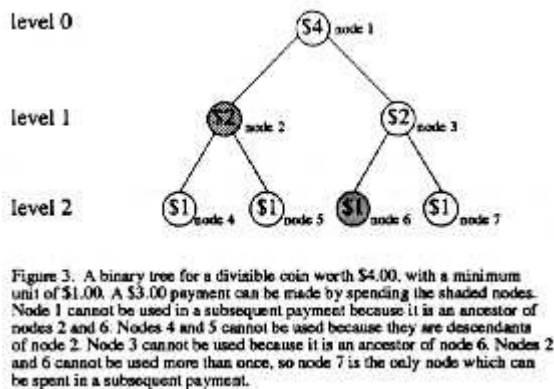 level 0
$4 node 1
level 1
$2 node 2
$2 node 3
level 2
$1 node 4
$1 node 5
$1 node 6
$1 node 7
Figure 3. A binary tree for a divisible coin worth $4.00, with a minimum
unit of $1.00. A $3.00 payment can be made by spending the shaded nodes.
Node 1 cannot be used in a subsequent payment because it is an ancestor of
nodes 2 and 6. Nodes 4 and 5 cannot be used because they are descendants
of node 2. Node 3 cannot be used because it is an ancestor of node 6. Nodes 2
and 6 cannot be used more than once, so node 7 is the only node which can
be spent in a subsequent payment.